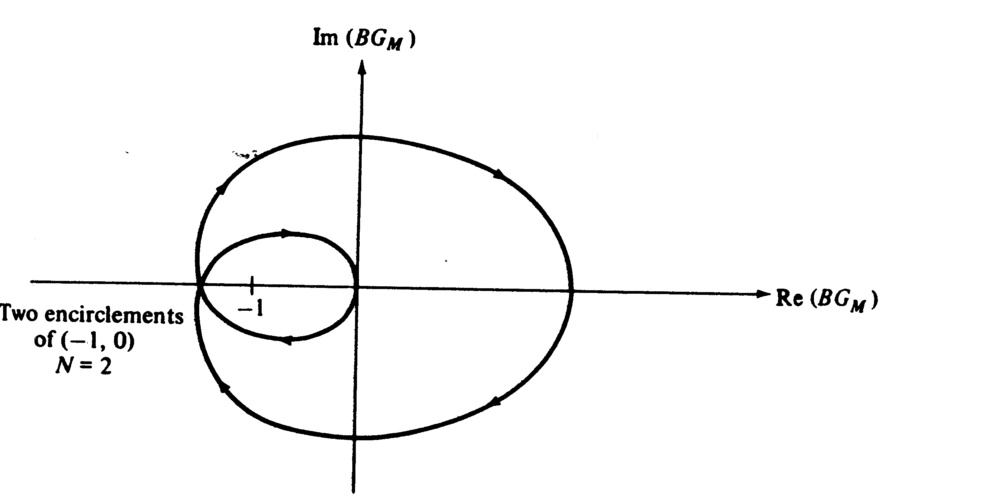 Im (BG_M)
−1
Re (BG_M)
Two encirclements
of (−1, 0)
N = 2